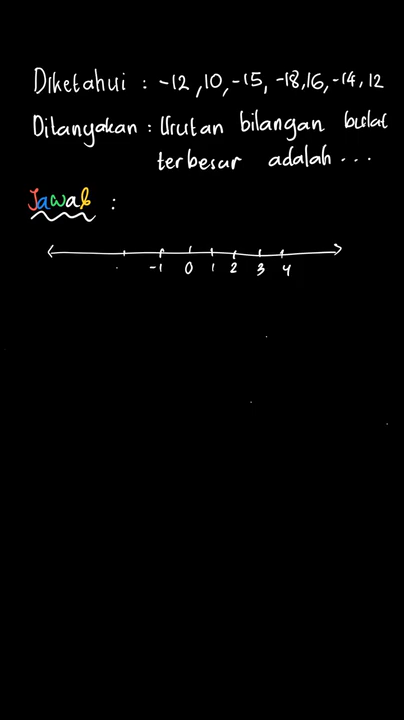 Diketahui : -12, 10, -15, -18, 16, -14, 12
Ditanyakan : Urutan bilangan bulat
terbesar adalah ...
Jawab :
-1 0 1 2 3 4